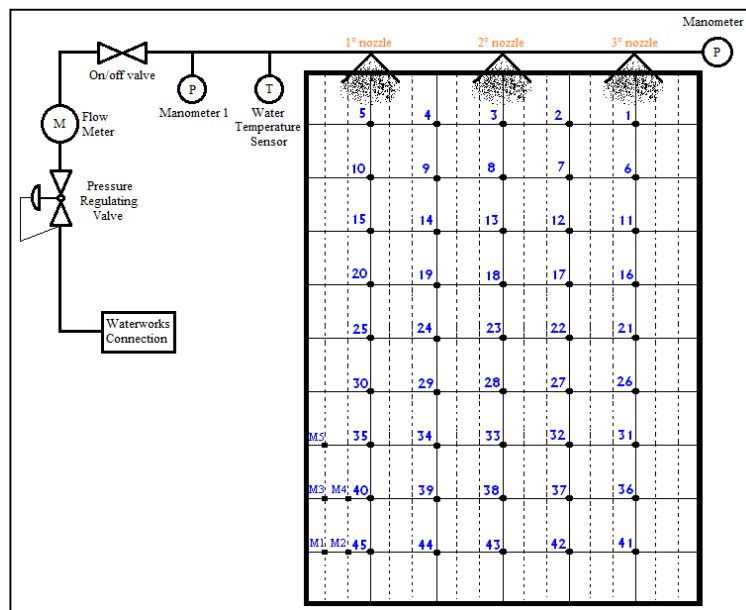 Manometer
P
1° nozzle 2° nozzle 3° nozzle
On/off valve
P
T
Manometer 1
Water
Temperature
Sensor
M
Flow
Meter
Pressure
Regulating
Valve
Waterworks
Connection
5 4 3 2 1
10 9 8 7 6
15 14 13 12 11
20 19 18 17 16
25 24 23 22 21
30 29 28 27 26
M5 35 34 33 32 31
M3 M4 40 39 38 37 36
M1 M2 45 44 43 42 41